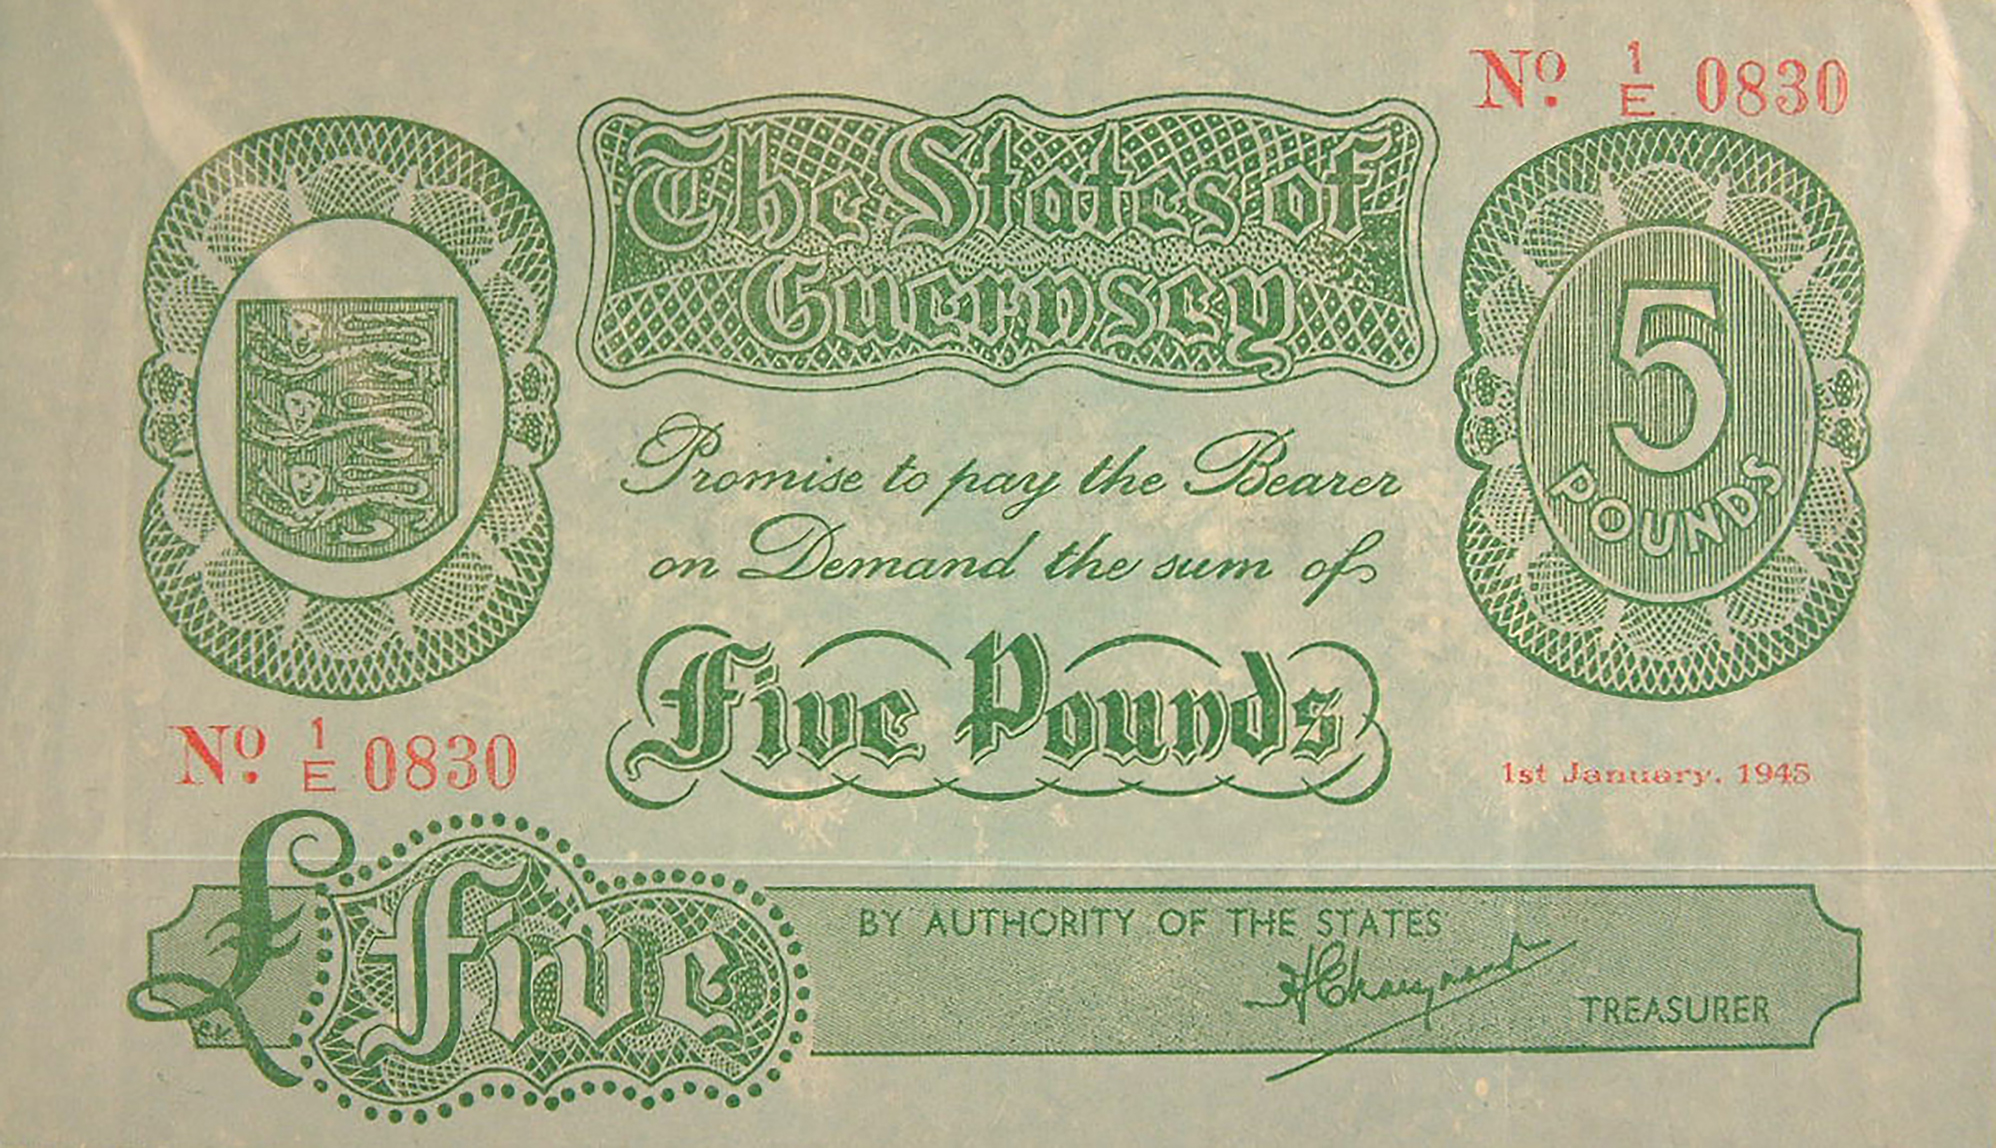 Nº. 1/E 0830
The States of
Guernsey
5
POUNDS
Promise to pay the Bearer
on Demand the sum of
Five Pounds
Nº. 1/E 0830
1st January. 1945
£ Five
BY AUTHORITY OF THE STATES
TREASURER